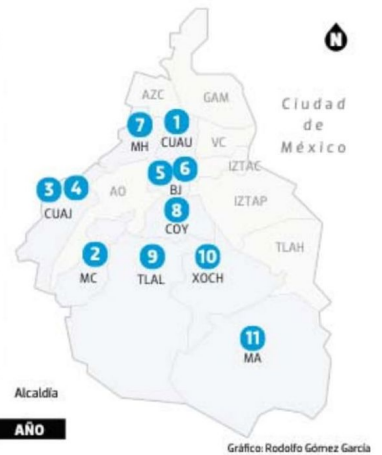 N
AZC
GAM
Ciudad
de
México
7
1
MH
CUAU
VC
5
6
IZTAC
BJ
3
4
AO
CUAJ
8
COY
IZTAP
TLAH
2
MC
9
TLAL
10
XOCH
11
MA
Alcaldía
AÑO
Gráfico: Rodolfo Gómez García